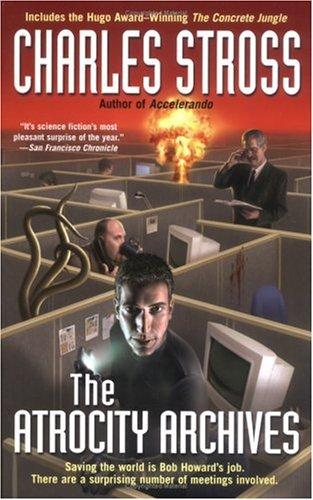 Includes the Hugo Award–Winning The Concrete Jungle
CHARLES STROSS
Author of Accelerando
"It's science fiction's most
pleasant surprise of the year."
—San Francisco Chronicle
The
ATROCITY ARCHIVES
Saving the world is Bob Howard's job.
There are a surprising number of meetings involved.